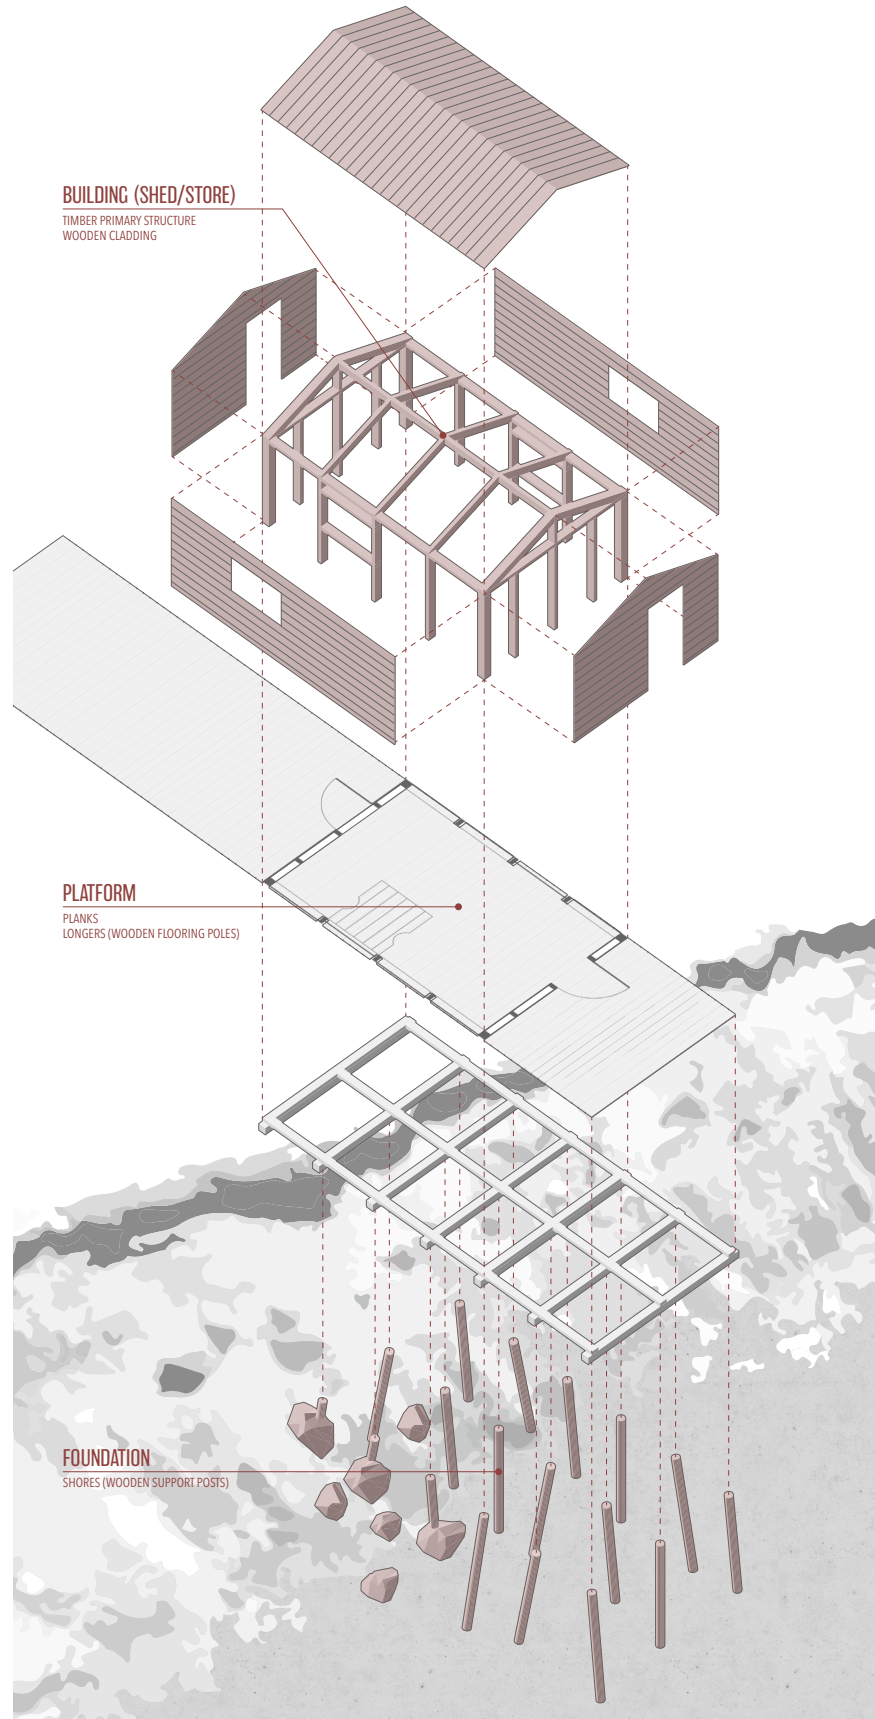 BUILDING (SHED/STORE)
TIMBER PRIMARY STRUCTURE
WOODEN CLADDING
PLATFORM
PLANKS
LONGERS (WOODEN FLOORING POLES)
FOUNDATION
SHORES (WOODEN SUPPORT POSTS)